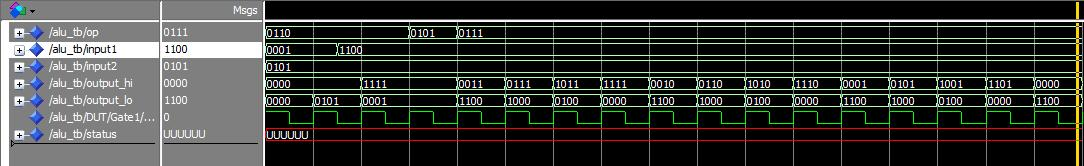 Msgs
/alu_tb/op 0111 0110 0101 0111
/alu_tb/input1 1100 0001 1100
/alu_tb/input2 0101 0101
/alu_tb/output_hi 0000 0000 1111 0011 0111 1011 1111 0010 0110 1010 1110 0001 0101 1001 1101 0000
/alu_tb/output_lo 1100 0000 0101 0001 1100 1000 0100 0000 1100 1000 0100 0000 1100 1000 0100 0000 1100
/alu_tb/DUT/Gate1/... 0
/alu_tb/status UUUUUU UUUUUU